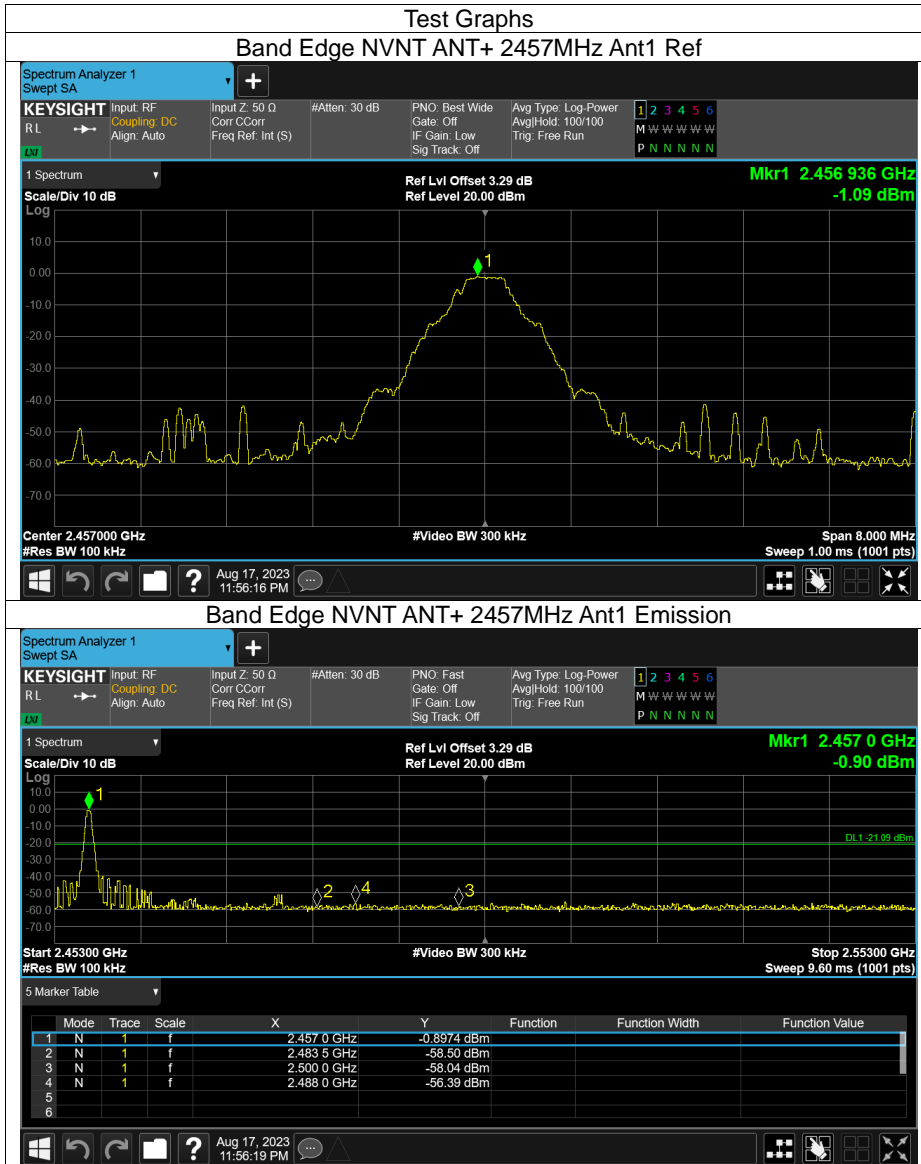 Test Graphs
Band Edge NVNT ANT+ 2457MHz Ant1 Ref
Spectrum Analyzer 1
Swept SA
+
KEYSIGHT Input: RF Input Z: 50 Ω #Atten: 30 dB PNO: Best Wide Avg Type: Log-Power 1 2 3 4 5 6
R L Coupling: DC Corr CCorr Gate: Off Avg|Hold: 100/100 M W W W W W
Align: Auto Freq Ref: Int (S) IF Gain: Low Trig: Free Run
LXI Sig Track: Off P N N N N N
1 Spectrum Ref Lvl Offset 3.29 dB Mkr1 2.456 936 GHz
Scale/Div 10 dB Ref Level 20.00 dBm -1.09 dBm
Log
10.0
1
0.00
-10.0
-20.0
-30.0
-40.0
-50.0
-60.0
-70.0
Center 2.457000 GHz #Video BW 300 kHz Span 8.000 MHz
#Res BW 100 kHz Sweep 1.00 ms (1001 pts)
? Aug 17, 2023
11:56:16 PM
Band Edge NVNT ANT+ 2457MHz Ant1 Emission
Spectrum Analyzer 1
Swept SA
+
KEYSIGHT Input: RF Input Z: 50 Ω #Atten: 30 dB PNO: Fast Avg Type: Log-Power 1 2 3 4 5 6
R L Coupling: DC Corr CCorr Gate: Off Avg|Hold: 100/100 M W W W W W
Align: Auto Freq Ref: Int (S) IF Gain: Low Trig: Free Run
LXI Sig Track: Off P N N N N N
1 Spectrum Ref Lvl Offset 3.29 dB Mkr1 2.457 0 GHz
Scale/Div 10 dB Ref Level 20.00 dBm -0.90 dBm
Log
10.0 1
0.00
-10.0
-20.0 DL1 -21.09 dBm
-30.0
-40.0
-50.0 2 4 3
-60.0
-70.0
Start 2.45300 GHz #Video BW 300 kHz Stop 2.55300 GHz
#Res BW 100 kHz Sweep 9.60 ms (1001 pts)
5 Marker Table
Mode Trace Scale X Y Function Function Width Function Value
1 N 1 f 2.457 0 GHz -0.8974 dBm
2 N 1 f 2.483 5 GHz -58.50 dBm
3 N 1 f 2.500 0 GHz -58.04 dBm
4 N 1 f 2.488 0 GHz -56.39 dBm
5
6
? Aug 17, 2023
11:56:19 PM